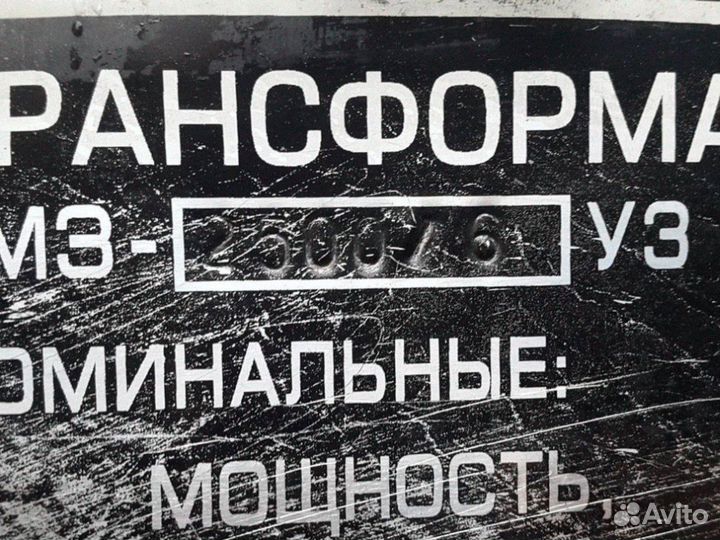 РАНСФОРМА
МЗ-2500/6 УЗ
ОМИНАЛЬНЫЕ:
МОЩНОСТЬ,
Avito